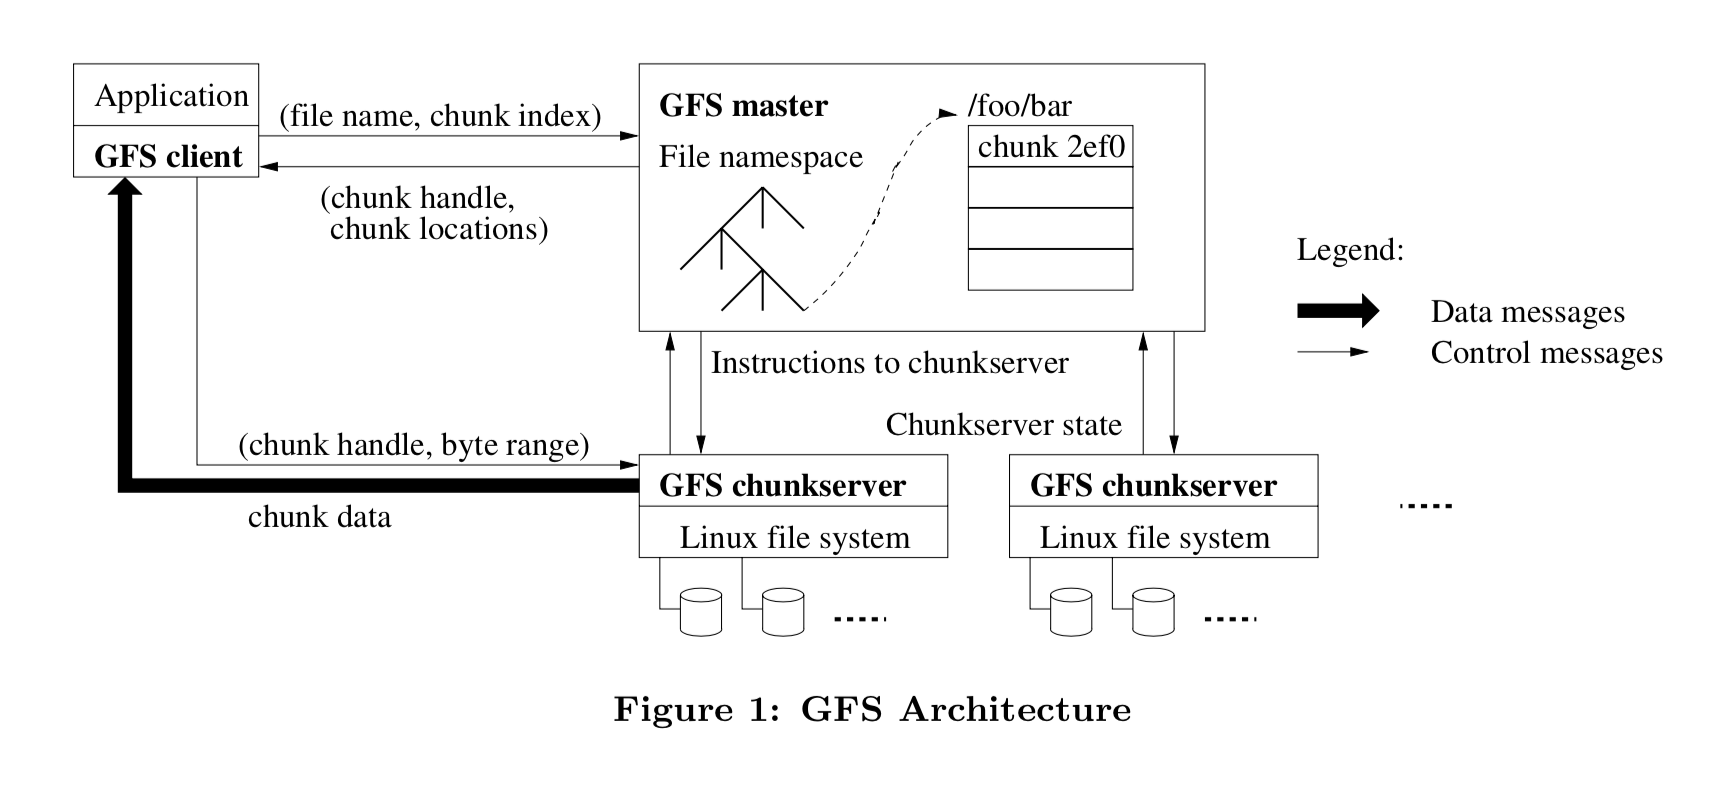 Application
GFS client
(file name, chunk index)
(chunk handle,
chunk locations)
GFS master
File namespace
/foo/bar
chunk 2ef0
Legend:
Data messages
Control messages
Instructions to chunkserver
Chunkserver state
(chunk handle, byte range)
chunk data
GFS chunkserver
Linux file system
GFS chunkserver
Linux file system
Figure 1: GFS Architecture